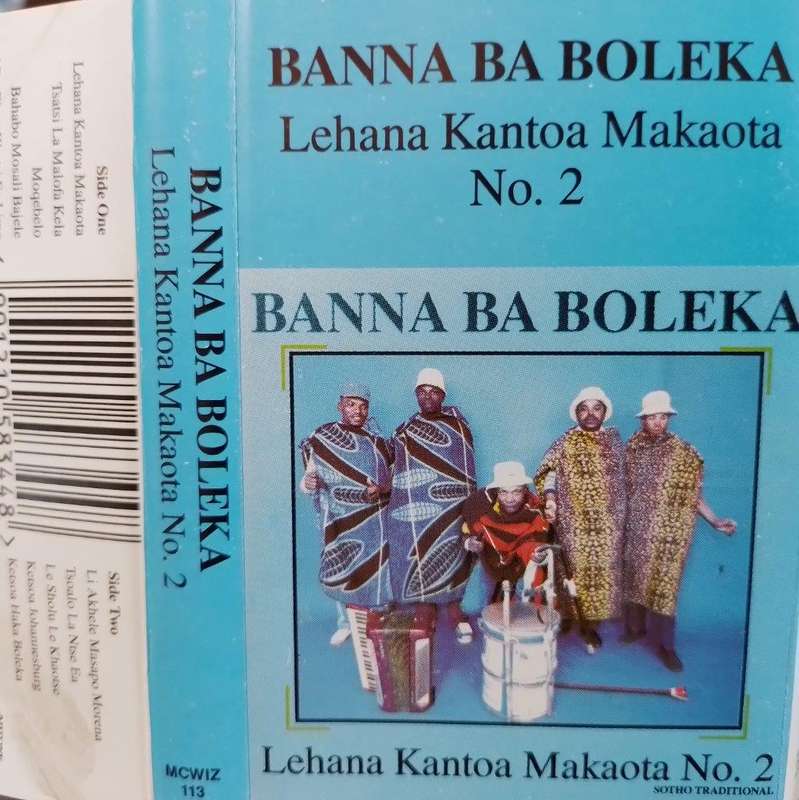 BANNA BA BOLEKA
Lehana Kantoa Makaota
No. 2
BANNA BA BOLEKA
Lehana Kantoa Makaota No. 2
SOTHO TRADITIONAL
BANNA BA BOLEKA
Lehana Kantoa Makaota No. 2
MCWIZ
113
Side One
Lehana Kantoa Makaota
Tsatsi La Malofa Kela
Moqebelo
Bahabo Mosali Bajele
Side Two
Li Akhele Masapo Morena
Tsoalo La Ntse Ea
Le Sholu Le Khaotse
Ketsoa Johannesburg
Ketsoa Haka Boleka